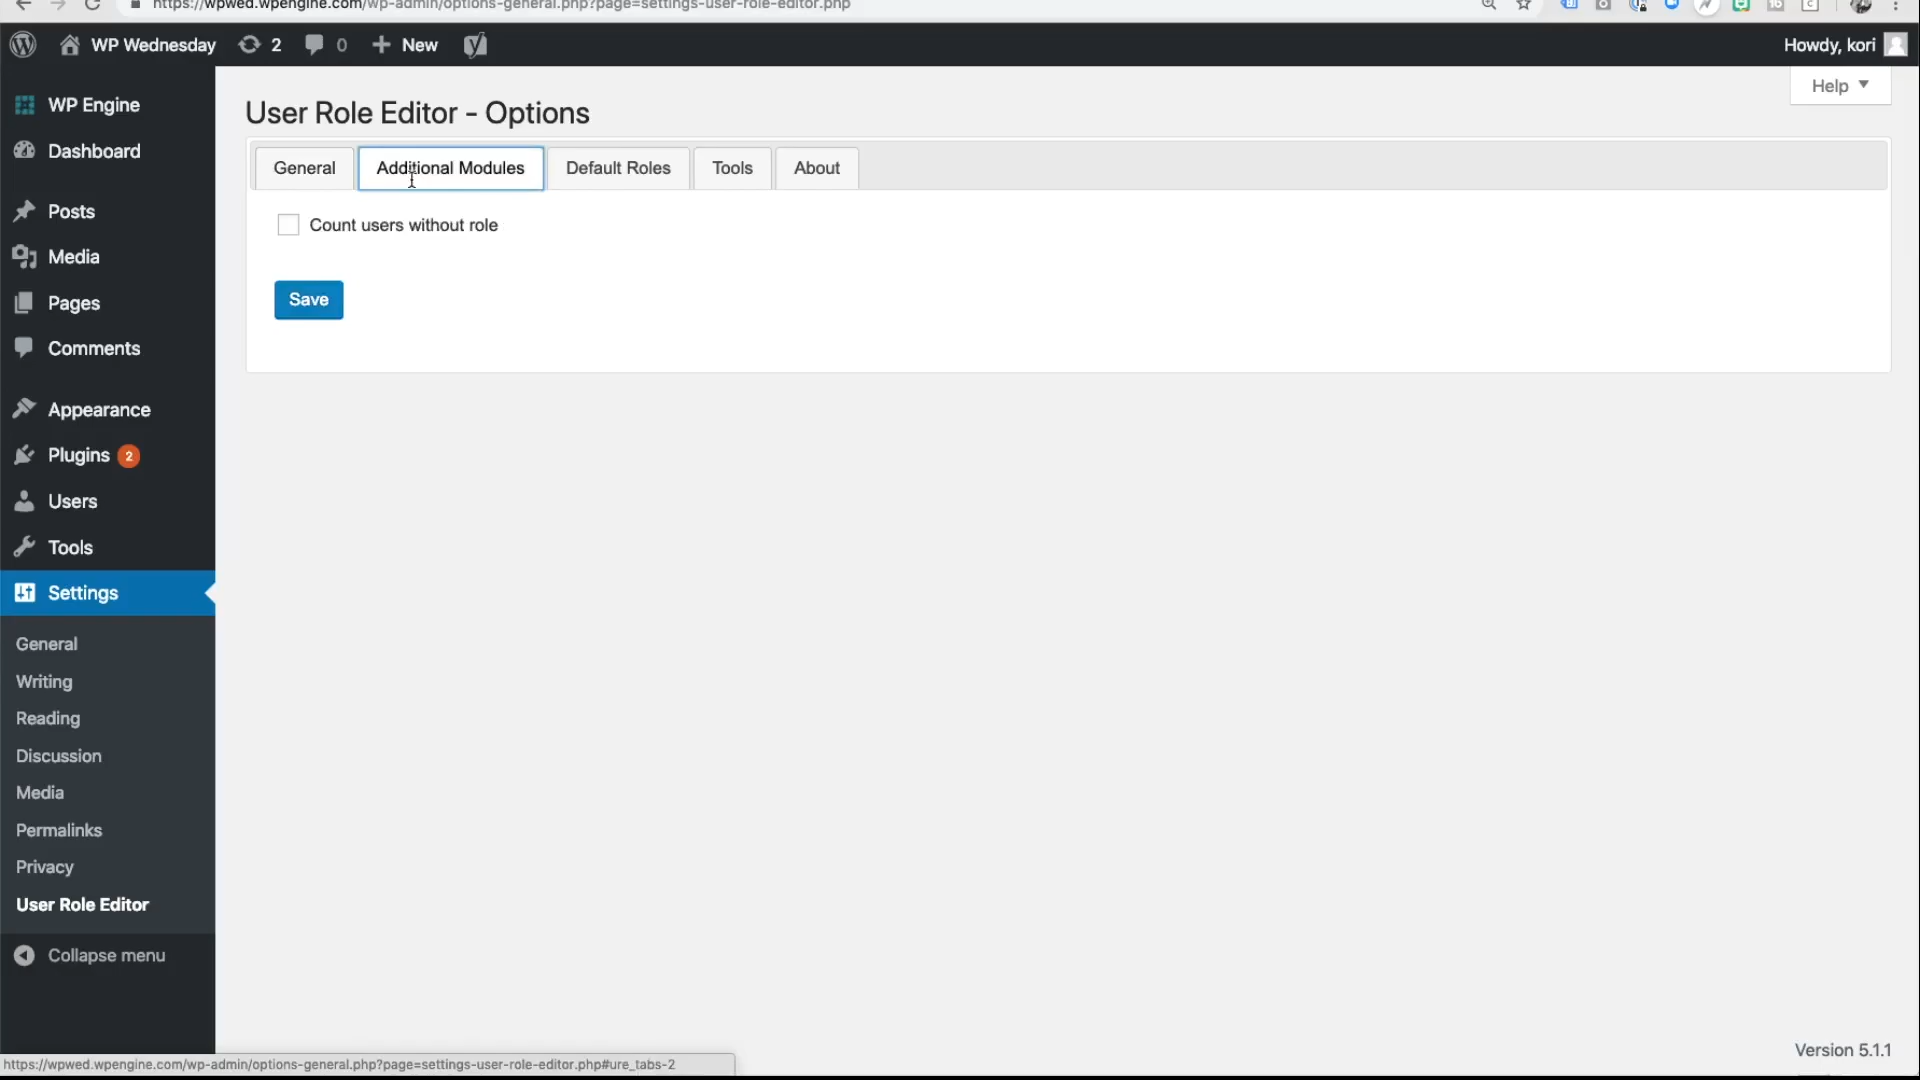 https://wpwed.wpengine.com/wp-admin/options-general.php?page=settings-user-role-editor.php
WP Wednesday
2
0
New
Howdy, kori
Help
WP Engine
Dashboard
Posts
Media
Pages
Comments
Appearance
Plugins 2
Users
Tools
Settings
General
Writing
Reading
Discussion
Media
Permalinks
Privacy
User Role Editor
Collapse menu
User Role Editor - Options
General
Additional Modules
Default Roles
Tools
About
Count users without role
Save
Version 5.1.1
https://wpwed.wpengine.com/wp-admin/options-general.php?page=settings-user-role-editor.php#ure_tabs-2